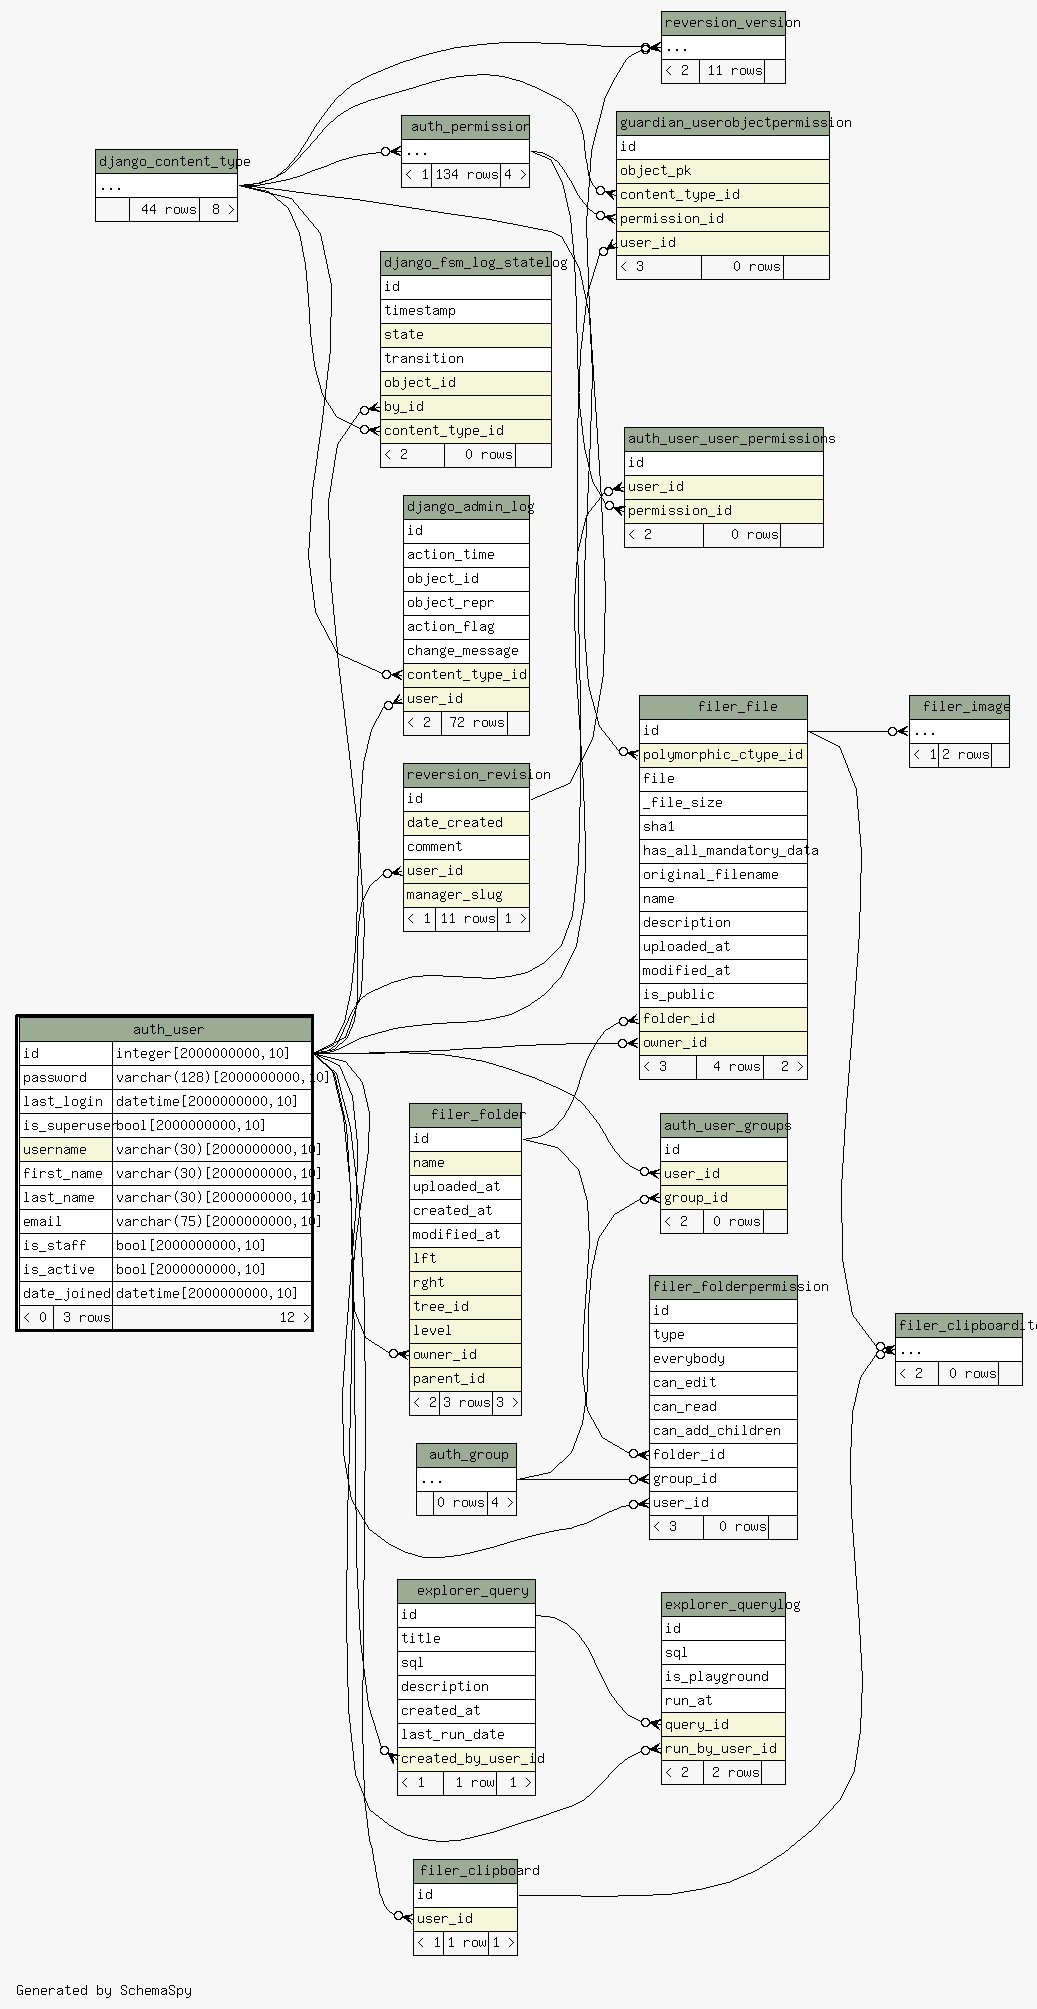 reversion_version
...
< 2 11 rows
auth_permission
...
< 1 134 rows 4 >
guardian_userobjectpermission
id
object_pk
content_type_id
permission_id
user_id
< 3 0 rows
django_content_type
...
44 rows 8 >
django_fsm_log_statelog
id
timestamp
state
transition
object_id
by_id
content_type_id
< 2 0 rows
auth_user_user_permissions
id
user_id
permission_id
< 2 0 rows
django_admin_log
id
action_time
object_id
object_repr
action_flag
change_message
content_type_id
user_id
< 2 72 rows
filer_file
id
polymorphic_ctype_id
file
_file_size
sha1
has_all_mandatory_data
original_filename
name
description
uploaded_at
modified_at
is_public
folder_id
owner_id
< 3 4 rows 2 >
filer_image
...
< 1 2 rows
reversion_revision
id
date_created
comment
user_id
manager_slug
< 1 11 rows 1 >
auth_user
id integer[2000000000,10]
password varchar(128)[2000000000,10]
last_login datetime[2000000000,10]
is_superuser bool[2000000000,10]
username varchar(30)[2000000000,10]
first_name varchar(30)[2000000000,10]
last_name varchar(30)[2000000000,10]
email varchar(75)[2000000000,10]
is_staff bool[2000000000,10]
is_active bool[2000000000,10]
date_joined datetime[2000000000,10]
< 0 3 rows 12 >
filer_folder
id
name
uploaded_at
created_at
modified_at
lft
rght
tree_id
level
owner_id
parent_id
< 2 3 rows 3 >
auth_user_groups
id
user_id
group_id
< 2 0 rows
filer_folderpermission
id
type
everybody
can_edit
can_read
can_add_children
folder_id
group_id
user_id
< 3 0 rows
...
< 2 0 rows
auth_group
...
0 rows 4 >
explorer_query
id
title
sql
description
created_at
last_run_date
created_by_user_id
< 1 1 row 1 >
explorer_querylog
id
sql
is_playground
run_at
query_id
run_by_user_id
< 2 2 rows
filer_clipboard
id
user_id
< 1 1 row 1 >
Generated by SchemaSpy